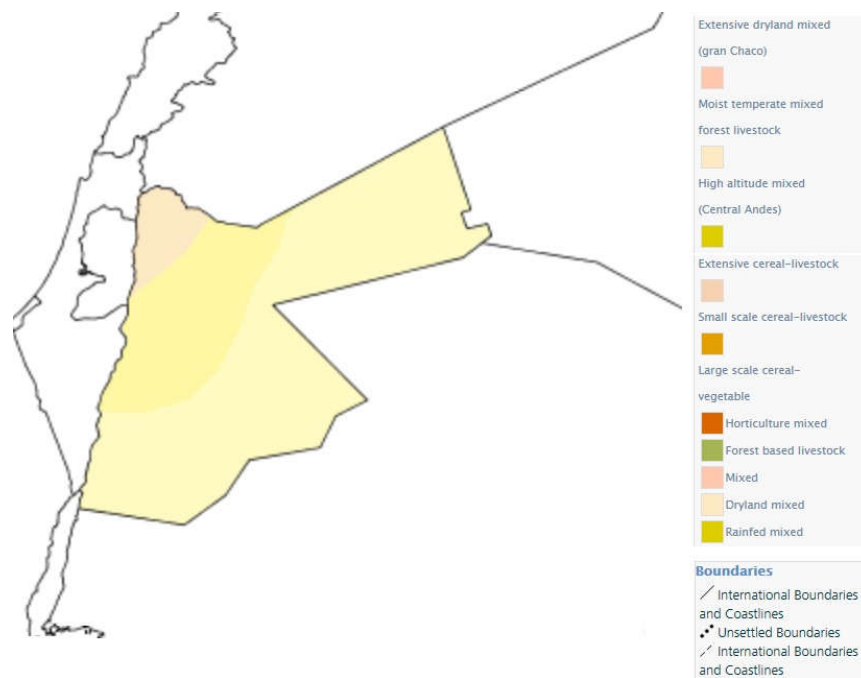 Extensive dryland mixed
(gran Chaco)
Moist temperate mixed
forest livestock
High altitude mixed
(Central Andes)
Extensive cereal-livestock
Small scale cereal-livestock
Large scale cereal-
vegetable
Horticulture mixed
Forest based livestock
Mixed
Dryland mixed
Rainfed mixed
Boundaries
International Boundaries
and Coastlines
Unsettled Boundaries
International Boundaries
and Coastlines